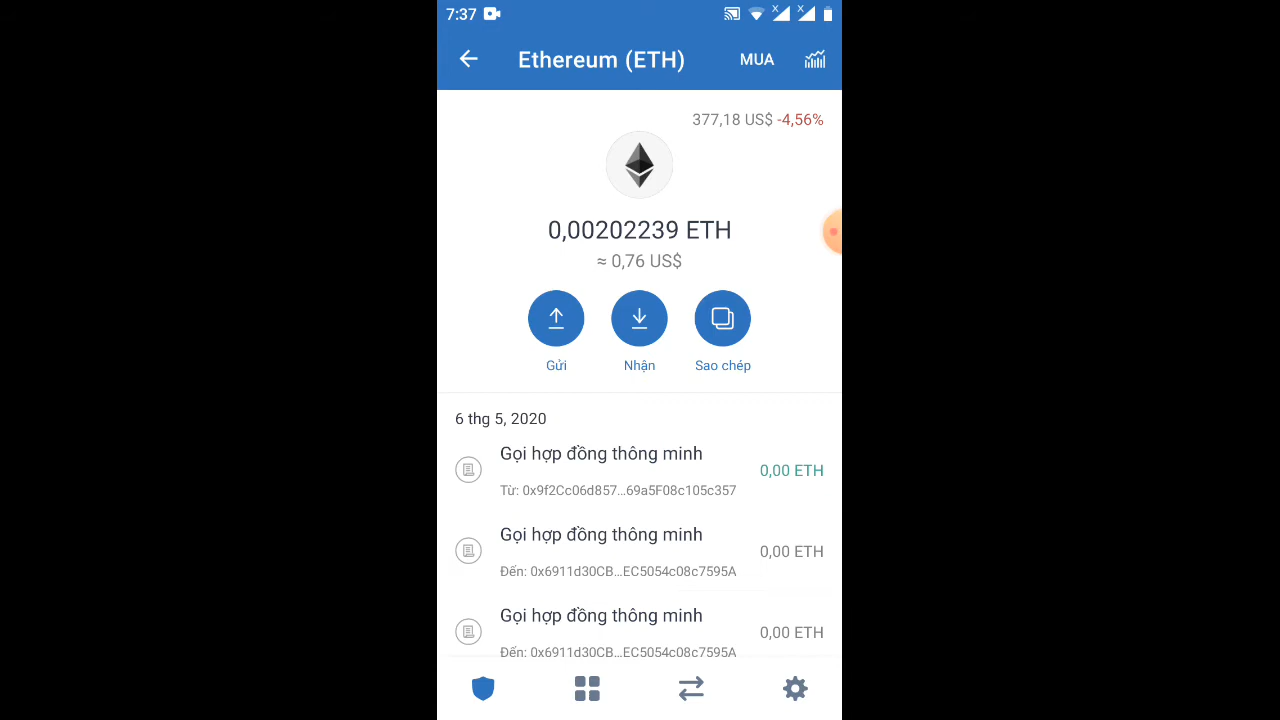 7:37
Ethereum (ETH)
MUA
377,18 US$ -4,56%
0,00202239 ETH
≈ 0,76 US$
Gửi
Nhận
Sao chép
6 thg 5, 2020
Gọi hợp đồng thông minh
0,00 ETH
Từ: 0x9f2Cc06d857...69a5F08c105c357
Gọi hợp đồng thông minh
0,00 ETH
Đến: 0x6911d30CB...EC5054c08c7595A
Gọi hợp đồng thông minh
0,00 ETH
Đến: 0x6911d30CB...EC5054c08c7595A